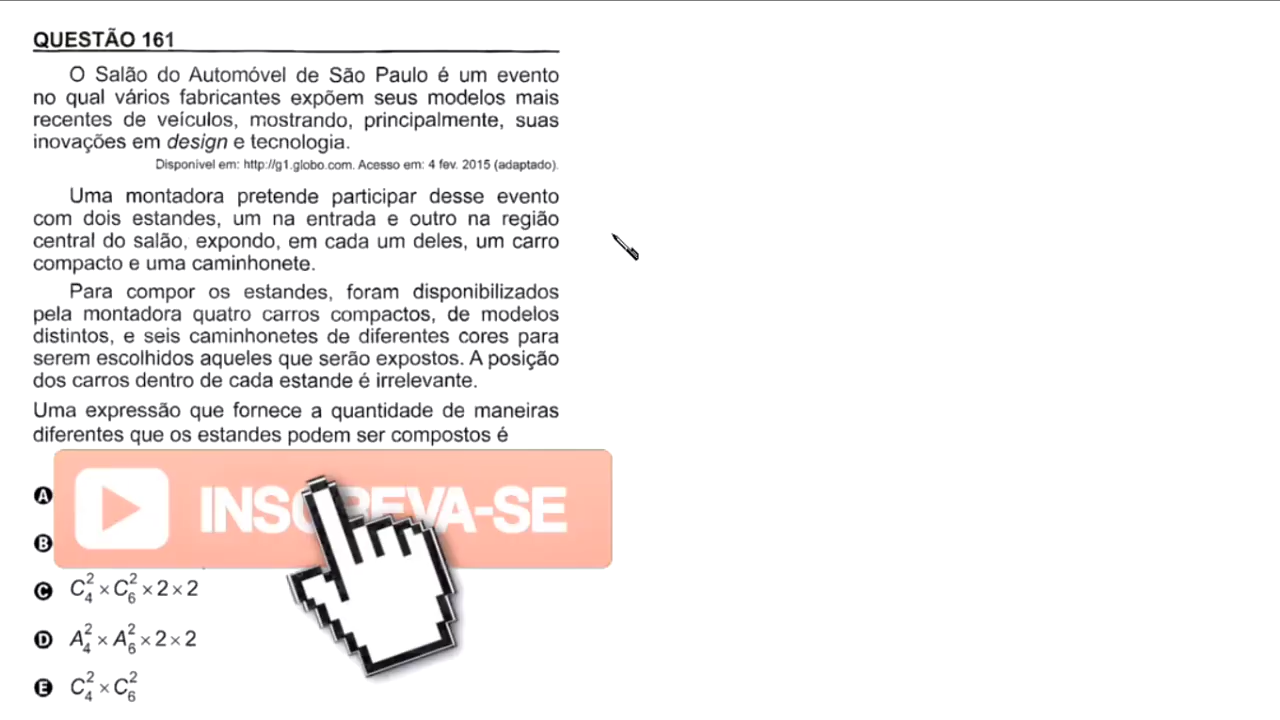 QUESTÃO 161
O Salão do Automóvel de São Paulo é um evento
no qual vários fabricantes expõem seus modelos mais
recentes de veículos, mostrando, principalmente, suas
inovações em design e tecnologia.
Disponível em: http://g1.globo.com. Acesso em: 4 fev. 2015 (adaptado).
Uma montadora pretende participar desse evento
com dois estandes, um na entrada e outro na região
central do salão, expondo, em cada um deles, um carro
compacto e uma caminhonete.
Para compor os estandes, foram disponibilizados
pela montadora quatro carros compactos, de modelos
distintos, e seis caminhonetes de diferentes cores para
serem escolhidos aqueles que serão expostos. A posição
dos carros dentro de cada estande é irrelevante.
Uma expressão que fornece a quantidade de maneiras
diferentes que os estandes podem ser compostos é
A
INSCREVA-SE
B
C C₄² × C₆² × 2 × 2
D A₄² × A₆² × 2 × 2
E C₄² × C₆²